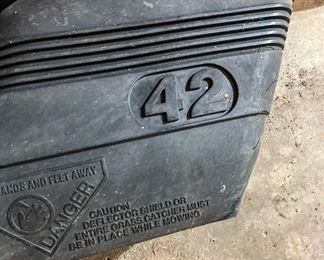 42
HANDS AND FEET AWAY
DANGER
CAUTION
DEFLECTOR SHIELD OR
ENTIRE GRASS CATCHER MUST
BE IN PLACE WHILE MOWING